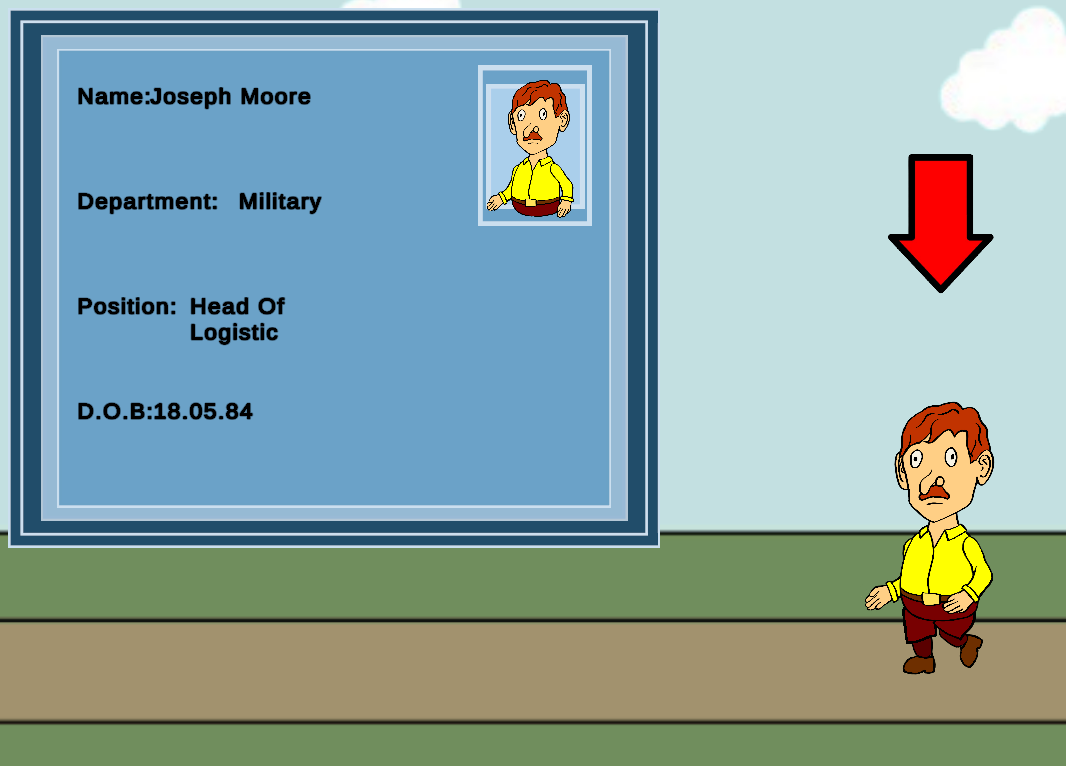 Name:Joseph Moore
Department: Military
Position: Head Of
Logistic
D.O.B:18.05.84